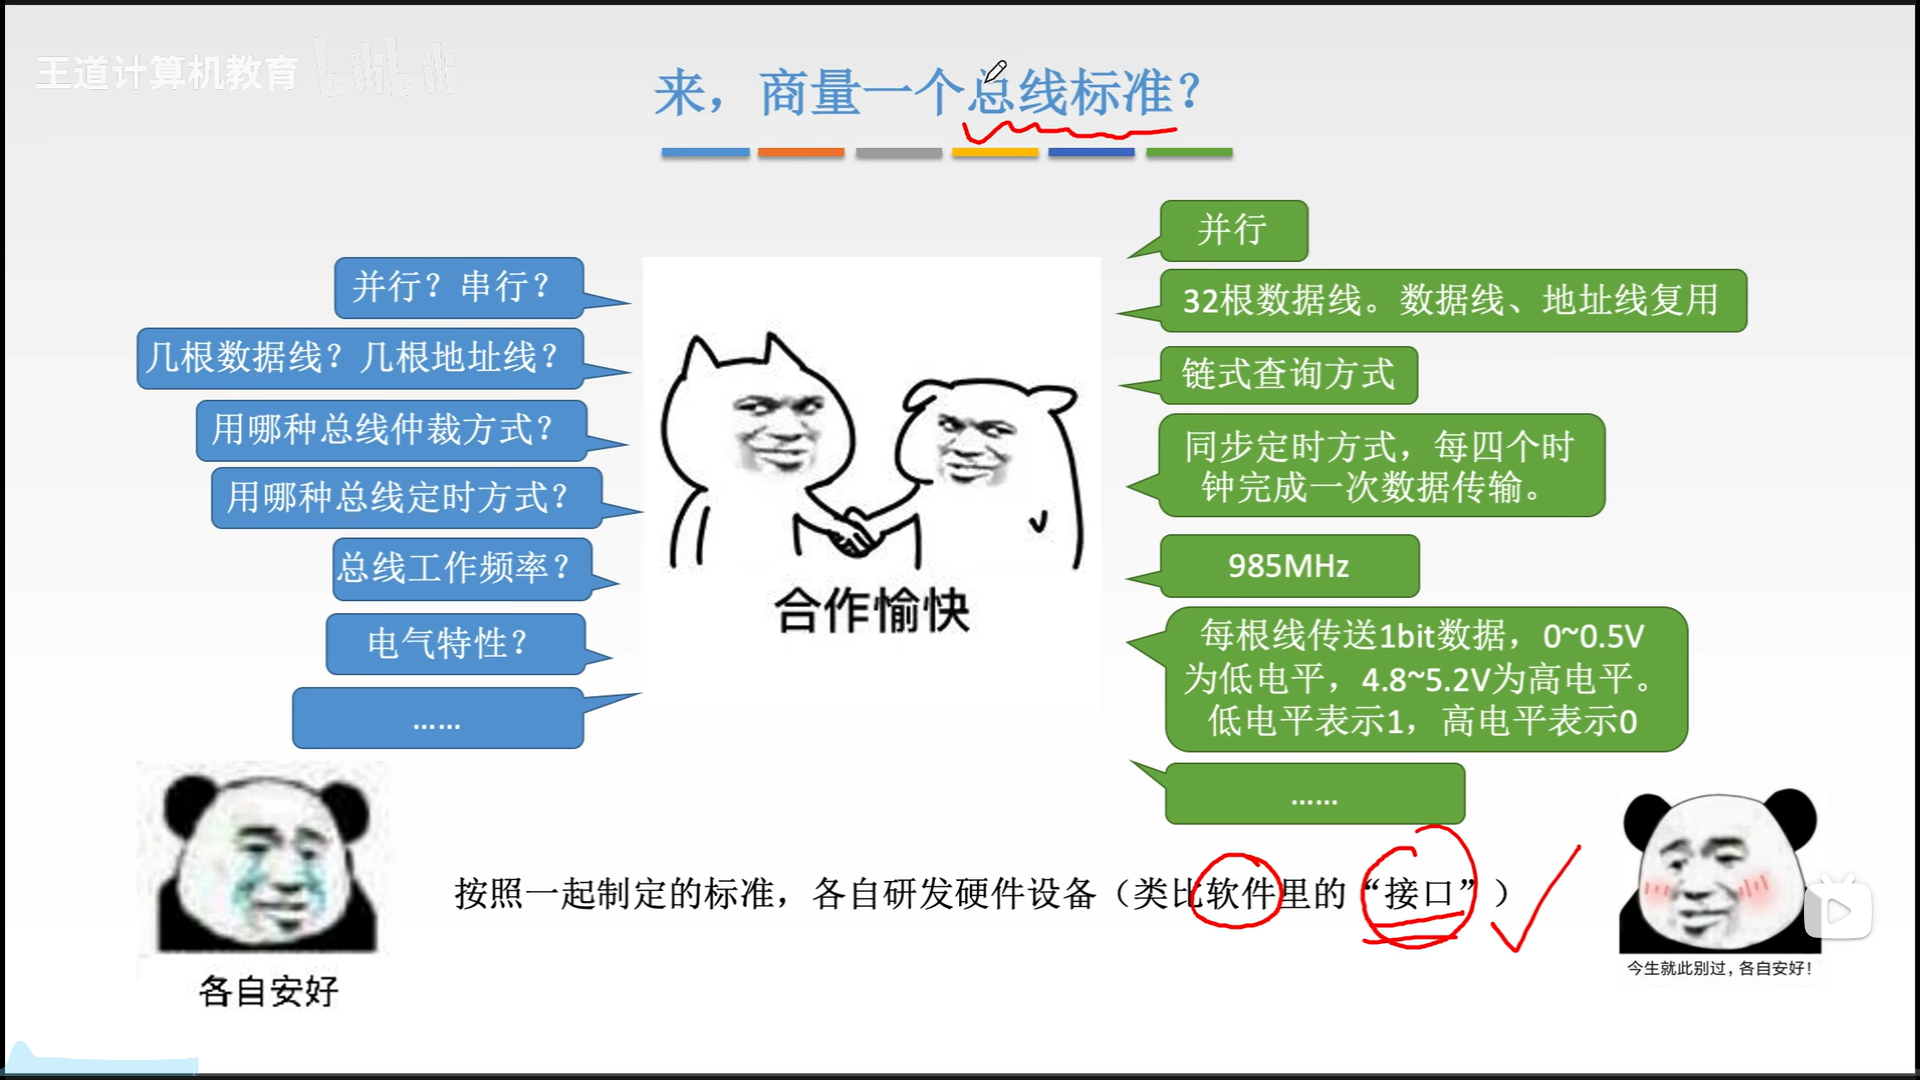 王道计算机教育 bilibili
来，商量一个总线标准？
并行？串行？
几根数据线？几根地址线？
用哪种总线仲裁方式？
用哪种总线定时方式？
总线工作频率？
电气特性？
……
合作愉快
并行
32根数据线。数据线、地址线复用
链式查询方式
同步定时方式，每四个时
钟完成一次数据传输。
985MHz
每根线传送1bit数据，0~0.5V
为低电平，4.8~5.2V为高电平。
低电平表示1，高电平表示0
……
按照一起制定的标准，各自研发硬件设备（类比软件里的“接口”）
各自安好
今生就此别过，各自安好！